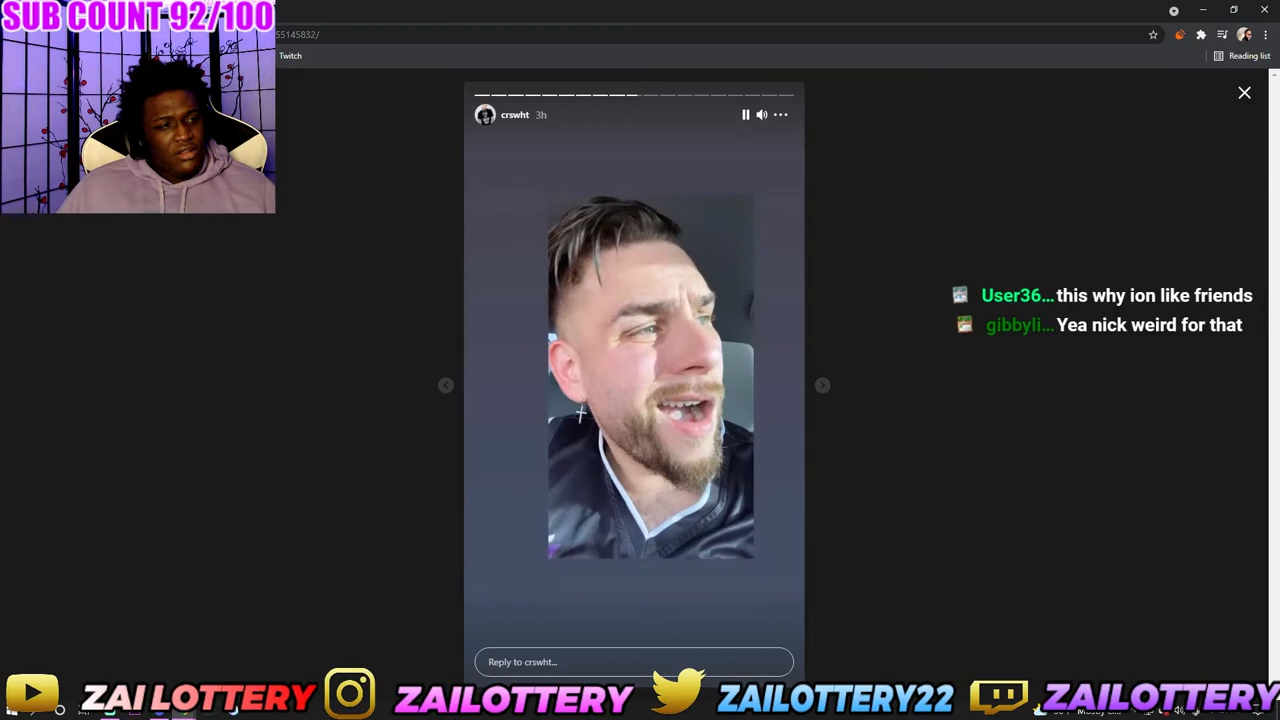 SUB COUNT 92/100
55145832/
Twitch
Reading list
crswht 3h
User36... this why ion like friends
gibbyli... Yea nick weird for that
Reply to crswht...
ZAI LOTTERY
ZAILOTTERY
ZAILOTTERY22
ZAILOTTERY